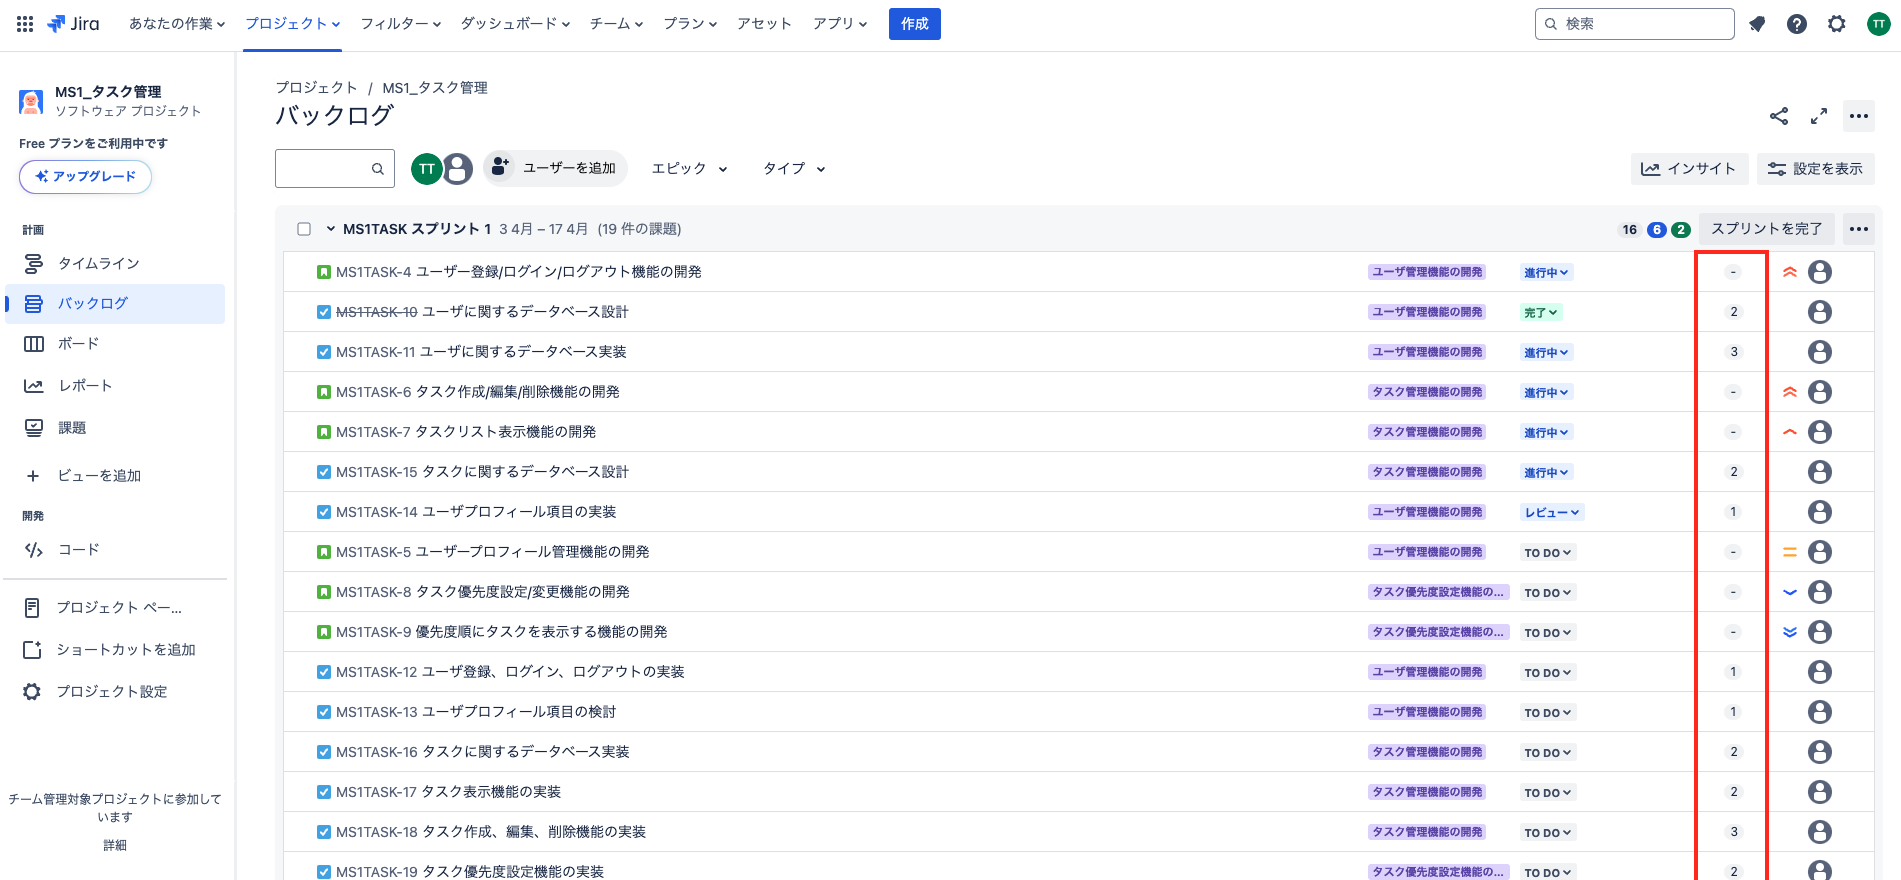 Jira あなたの作業 プロジェクト フィルター ダッシュボード チーム プラン アセット アプリ 作成 検索 TT
MS1_タスク管理
ソフトウェア プロジェクト
Free プランをご利用中です
アップグレード
計画
タイムライン
バックログ
ボード
レポート
課題
ビューを追加
開発
コード
プロジェクト ペー...
ショートカットを追加
プロジェクト設定
チーム管理対象プロジェクトに参加して
います
詳細
プロジェクト / MS1_タスク管理
バックログ
TT ユーザーを追加 エピック タイプ インサイト 設定を表示
MS1TASK スプリント 1 3 4月 – 17 4月 (19 件の課題) 16 6 2 スプリントを完了
MS1TASK-4 ユーザー登録/ログイン/ログアウト機能の開発 ユーザ管理機能の開発 進行中 -
MS1TASK-10 ユーザに関するデータベース設計 ユーザ管理機能の開発 完了 2
MS1TASK-11 ユーザに関するデータベース実装 ユーザ管理機能の開発 進行中 3
MS1TASK-6 タスク作成/編集/削除機能の開発 タスク管理機能の開発 進行中 -
MS1TASK-7 タスクリスト表示機能の開発 タスク管理機能の開発 進行中 -
MS1TASK-15 タスクに関するデータベース設計 タスク管理機能の開発 進行中 2
MS1TASK-14 ユーザプロフィール項目の実装 ユーザ管理機能の開発 レビュー 1
MS1TASK-5 ユーザープロフィール管理機能の開発 ユーザ管理機能の開発 TO DO -
MS1TASK-8 タスク優先度設定/変更機能の開発 タスク優先度設定機能の... TO DO -
MS1TASK-9 優先度順にタスクを表示する機能の開発 タスク優先度設定機能の... TO DO -
MS1TASK-12 ユーザ登録、ログイン、ログアウトの実装 ユーザ管理機能の開発 TO DO 1
MS1TASK-13 ユーザプロフィール項目の検討 ユーザ管理機能の開発 TO DO 1
MS1TASK-16 タスクに関するデータベース実装 タスク管理機能の開発 TO DO 2
MS1TASK-17 タスク表示機能の実装 タスク管理機能の開発 TO DO 2
MS1TASK-18 タスク作成、編集、削除機能の実装 タスク管理機能の開発 TO DO 3
MS1TASK-19 タスク優先度設定機能の実装 タスク優先度設定機能の... TO DO 2